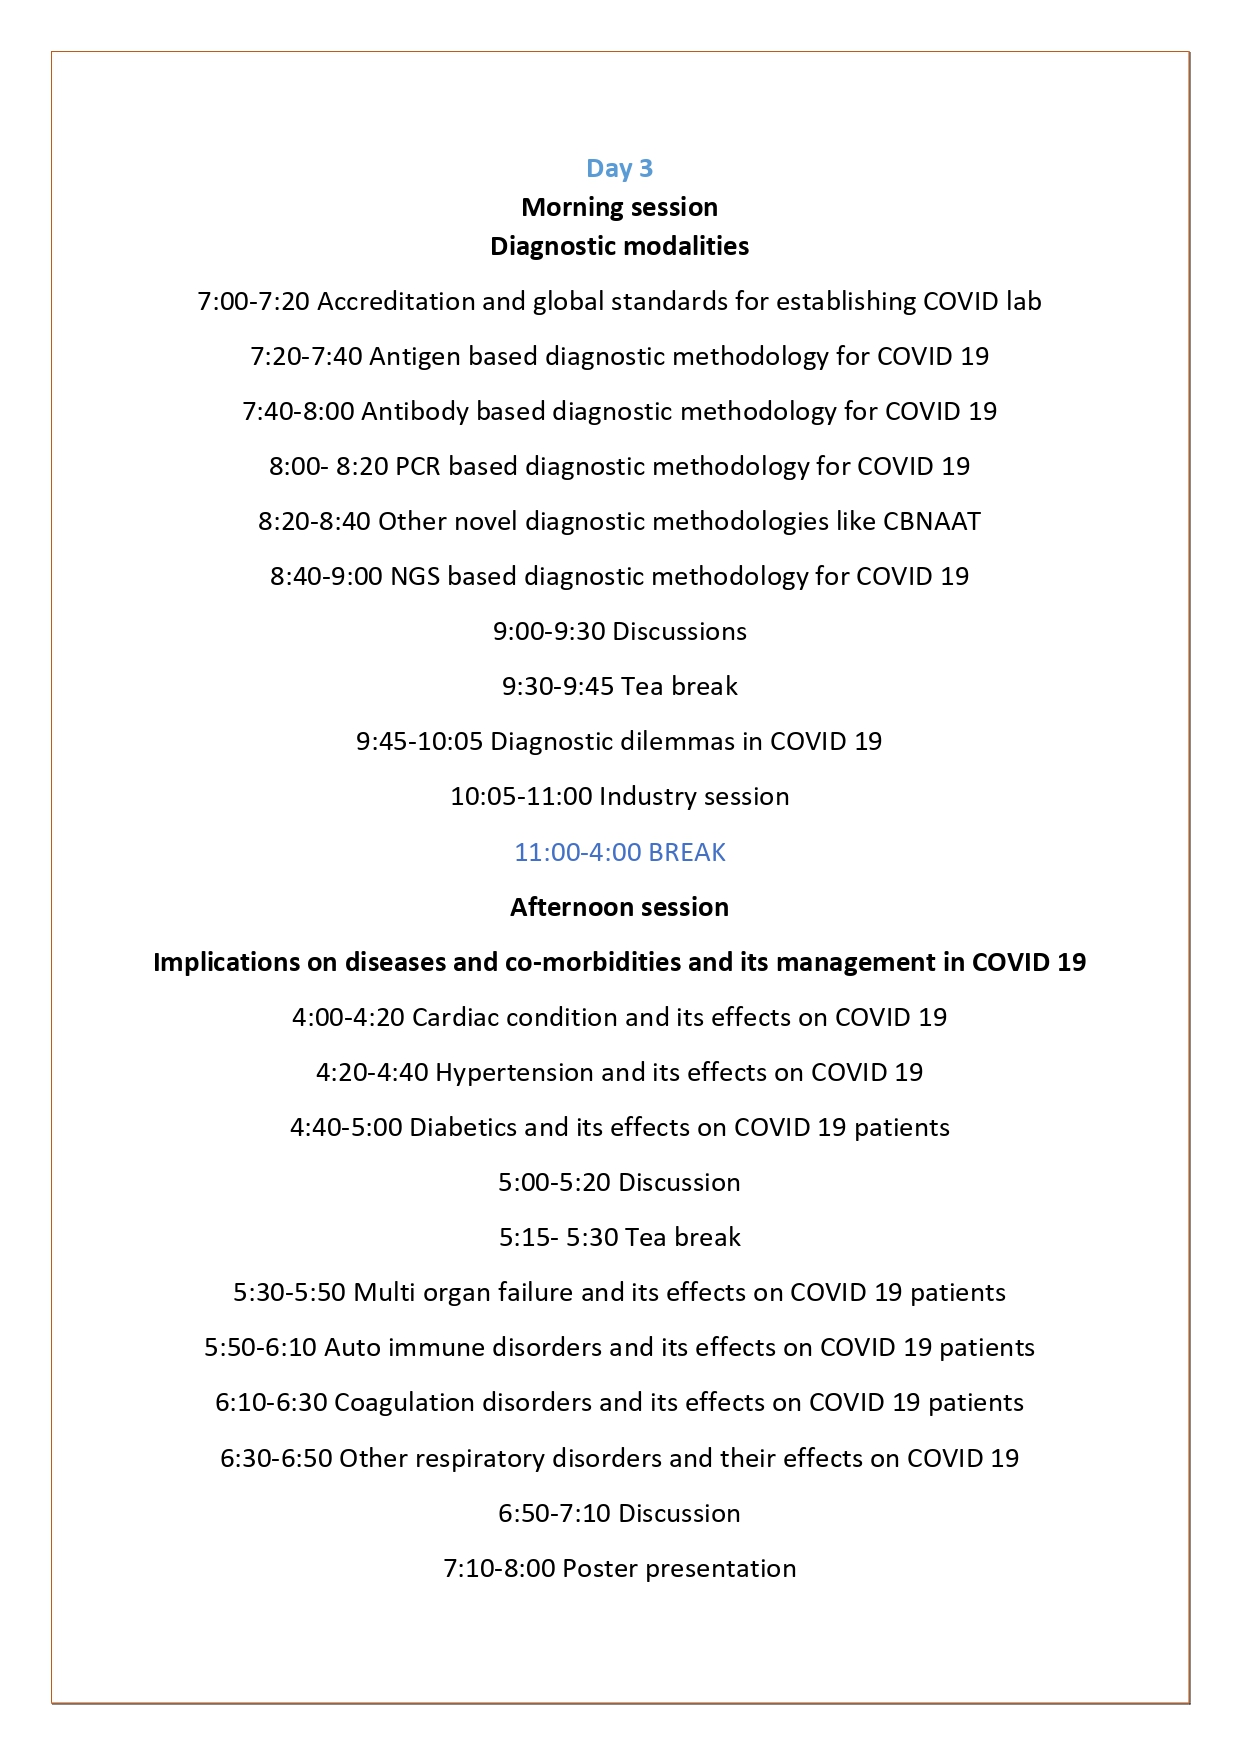 Day 3
Morning session
Diagnostic modalities
7:00-7:20 Accreditation and global standards for establishing COVID lab
7:20-7:40 Antigen based diagnostic methodology for COVID 19
7:40-8:00 Antibody based diagnostic methodology for COVID 19
8:00- 8:20 PCR based diagnostic methodology for COVID 19
8:20-8:40 Other novel diagnostic methodologies like CBNAAT
8:40-9:00 NGS based diagnostic methodology for COVID 19
9:00-9:30 Discussions
9:30-9:45 Tea break
9:45-10:05 Diagnostic dilemmas in COVID 19
10:05-11:00 Industry session
11:00-4:00 BREAK
Afternoon session
Implications on diseases and co-morbidities and its management in COVID 19
4:00-4:20 Cardiac condition and its effects on COVID 19
4:20-4:40 Hypertension and its effects on COVID 19
4:40-5:00 Diabetics and its effects on COVID 19 patients
5:00-5:20 Discussion
5:15- 5:30 Tea break
5:30-5:50 Multi organ failure and its effects on COVID 19 patients
5:50-6:10 Auto immune disorders and its effects on COVID 19 patients
6:10-6:30 Coagulation disorders and its effects on COVID 19 patients
6:30-6:50 Other respiratory disorders and their effects on COVID 19
6:50-7:10 Discussion
7:10-8:00 Poster presentation